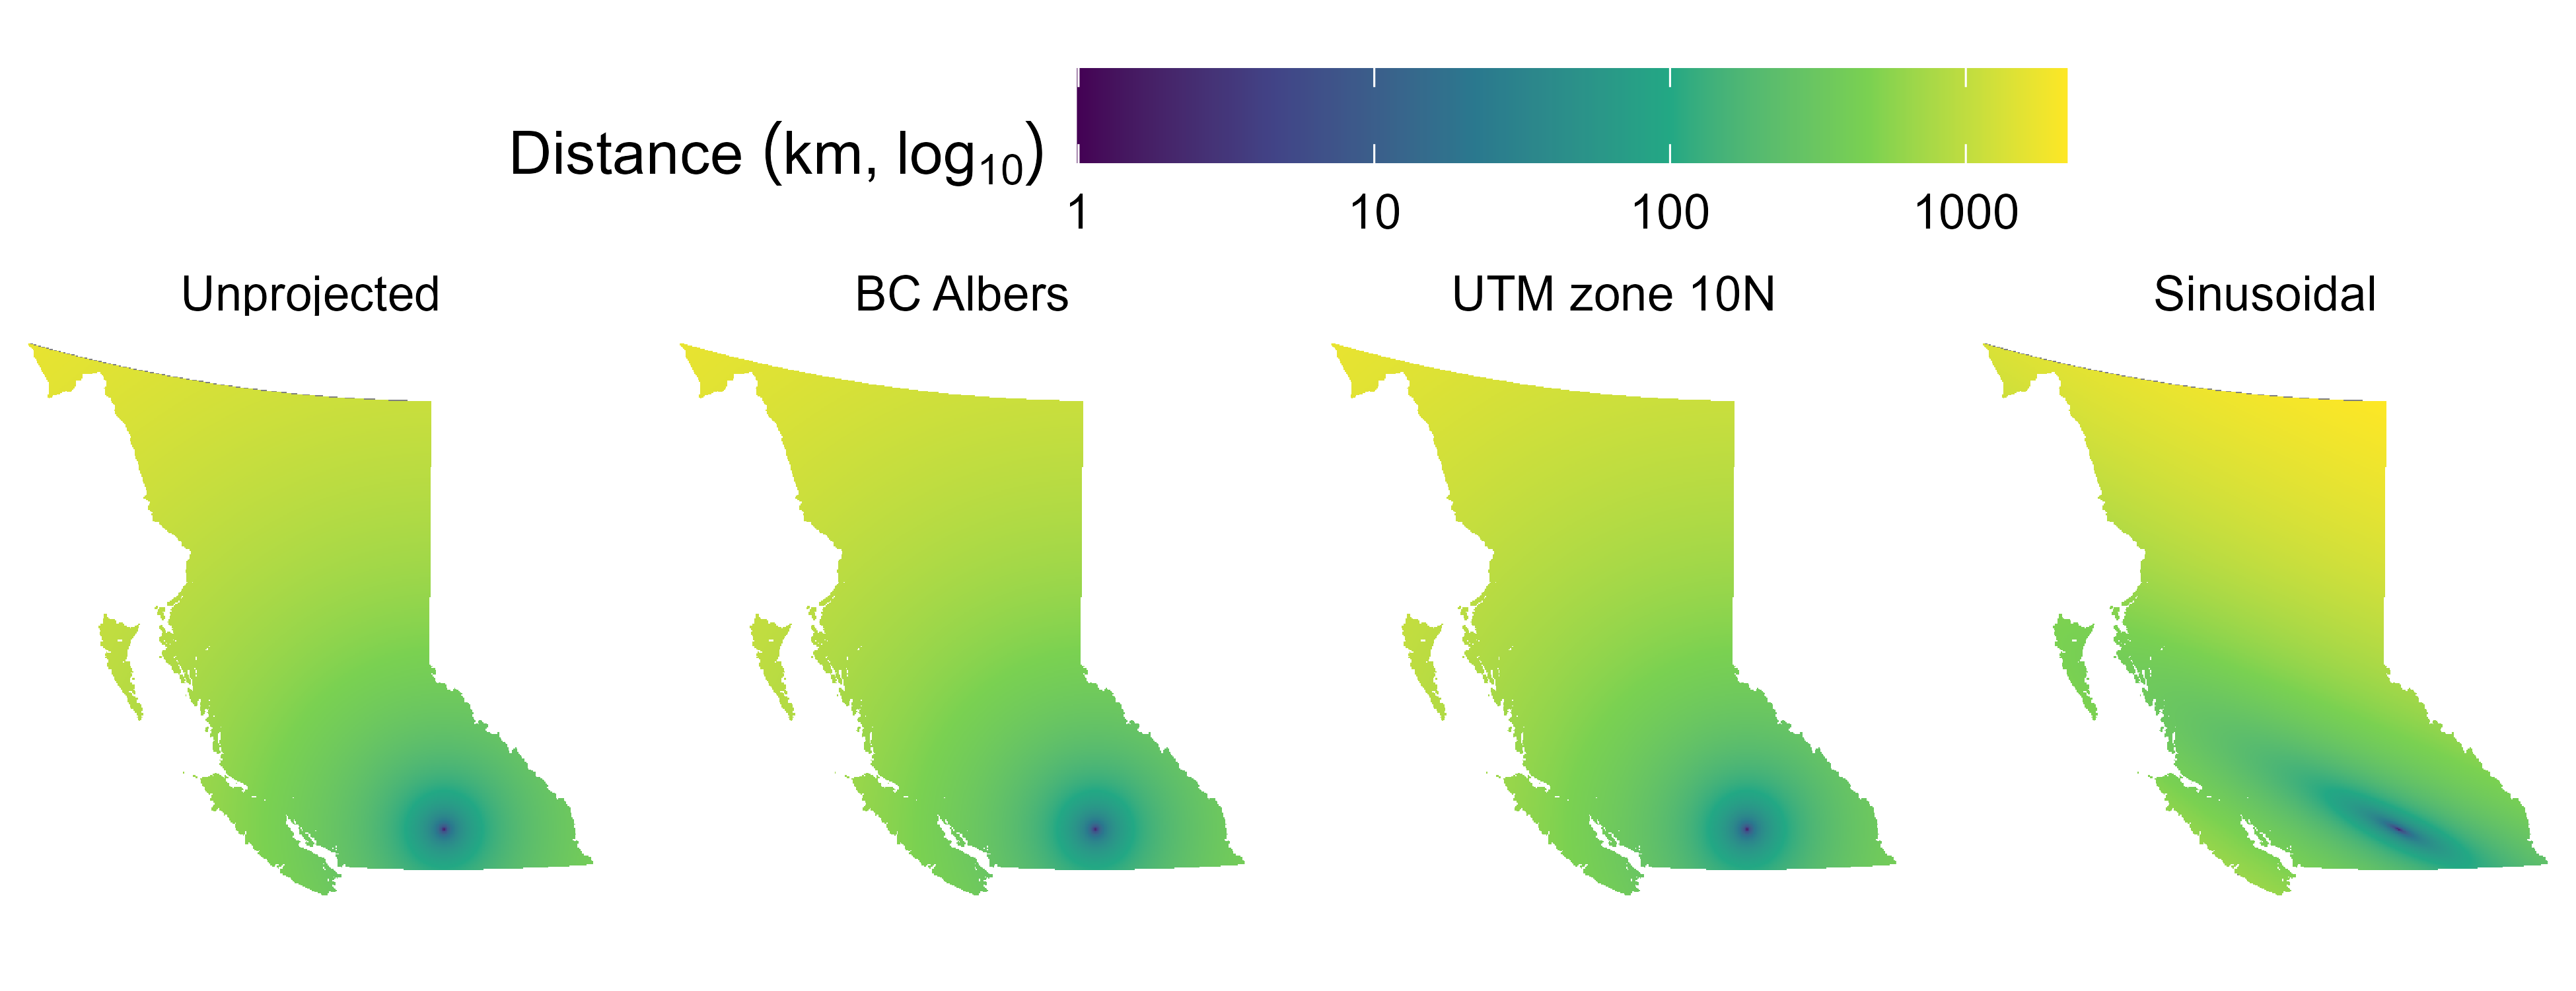 Distance (km, log₁₀)
1 10 100 1000
Unprojected BC Albers UTM zone 10N Sinusoidal